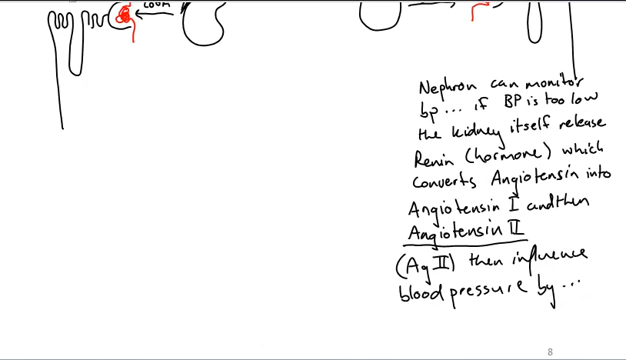 zoom
Nephron can monitor
bp... if BP is too low
the kidney itself release
Renin (hormone) which
converts Angiotensin into
Angiotensin I and then
Angiotensin II
(Ag II) then influence
blood pressure by ...
8